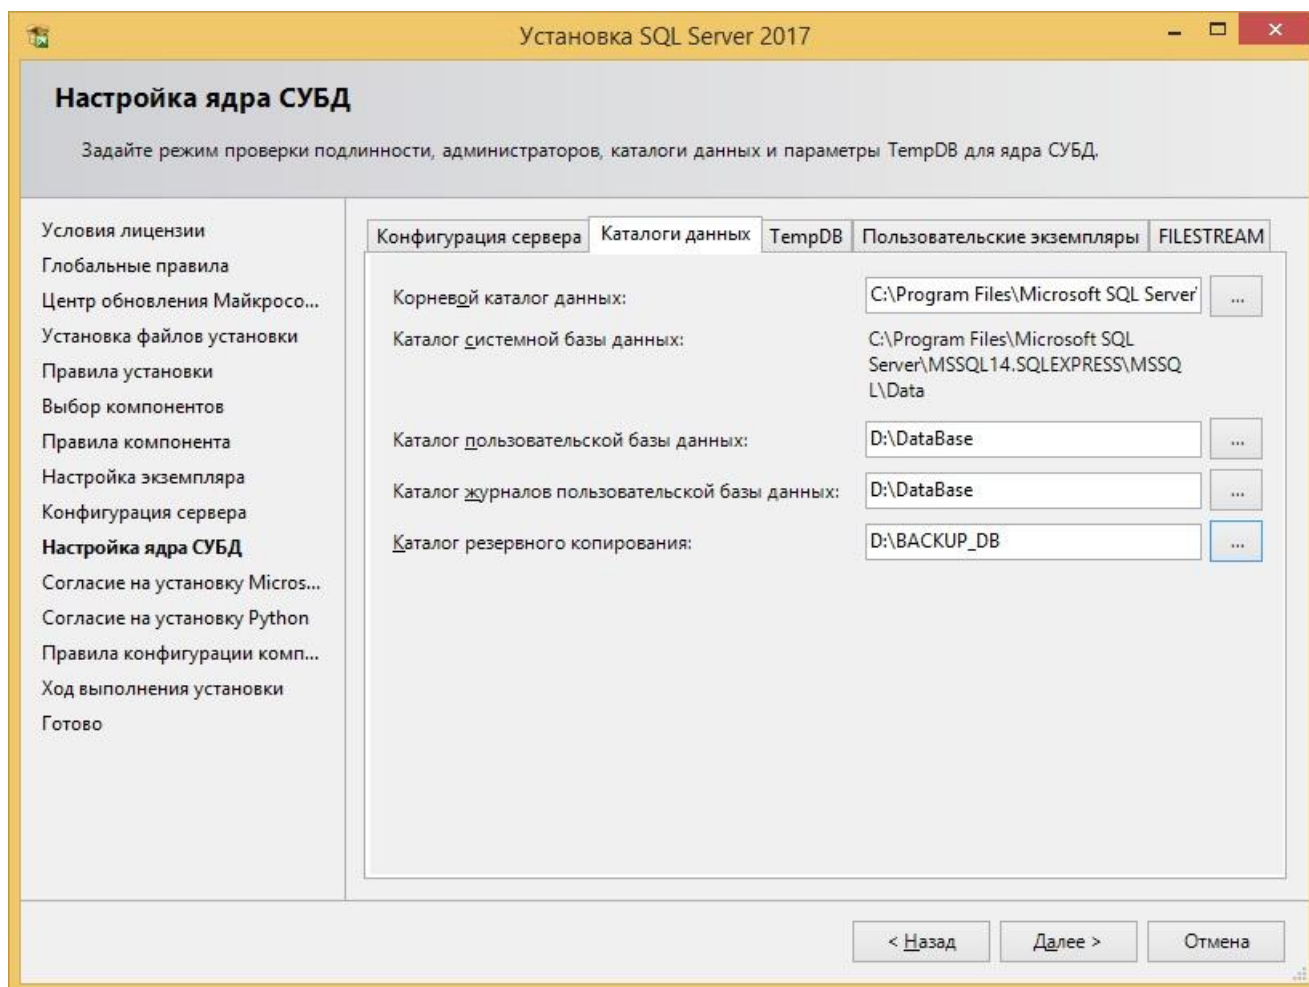 Установка SQL Server 2017
Настройка ядра СУБД
Задайте режим проверки подлинности, администраторов, каталоги данных и параметры TempDB для ядра СУБД.
Условия лицензии
Глобальные правила
Центр обновления Майкросо...
Установка файлов установки
Правила установки
Выбор компонентов
Правила компонента
Настройка экземпляра
Конфигурация сервера
Настройка ядра СУБД
Согласие на установку Micros...
Согласие на установку Python
Правила конфигурации комп...
Ход выполнения установки
Готово
Конфигурация сервера Каталоги данных TempDB Пользовательские экземпляры FILESTREAM
Корневой каталог данных: C:\Program Files\Microsoft SQL Server\ ...
Каталог системной базы данных: C:\Program Files\Microsoft SQL
Server\MSSQL14.SQLEXPRESS\MSSQ
L\Data
Каталог пользовательской базы данных: D:\DataBase ...
Каталог журналов пользовательской базы данных: D:\DataBase ...
Каталог резервного копирования: D:\BACKUP_DB ...
< Назад Далее > Отмена